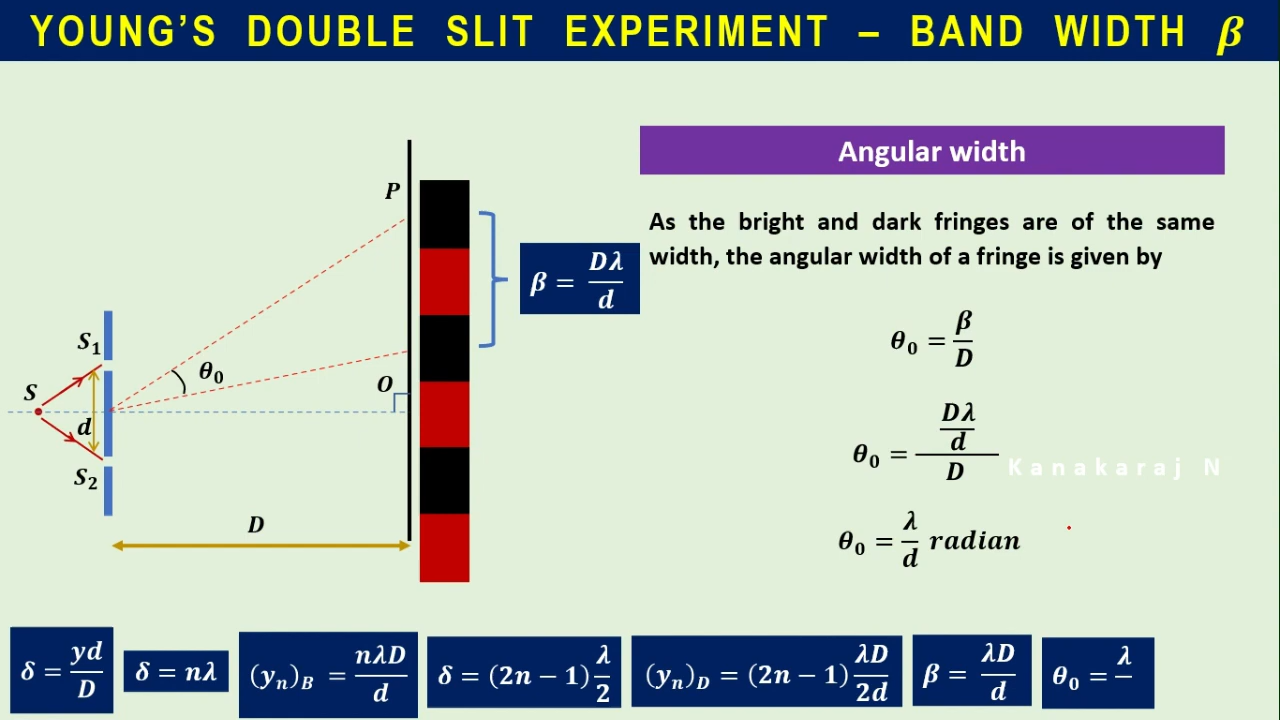 YOUNG'S DOUBLE SLIT EXPERIMENT – BAND WIDTH β
Angular width
As the bright and dark fringes are of the same
width, the angular width of a fringe is given by
P
β = Dλ/d
S₁
θ₀
O
S
d
S₂
D
θ₀ = β/D
θ₀ = (Dλ/d)/D
Kanakaraj N
θ₀ = λ/d radian
δ = yd/D
δ = nλ
(yₙ)B = nλD/d
δ = (2n − 1) λ/2
(yₙ)D = (2n − 1) λD/2d
β = λD/d
θ₀ = λ/